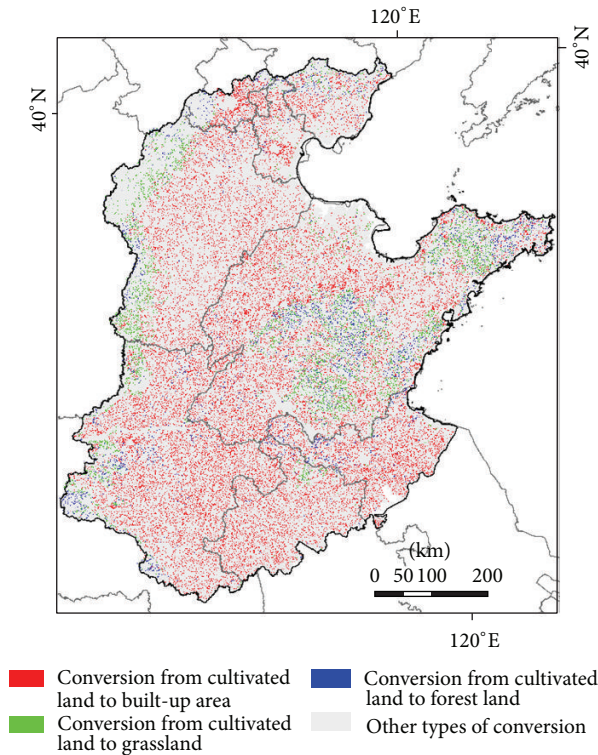 120°E
40°N
40°N
(km)
0 50 100 200
120°E
Conversion from cultivated
land to built-up area
Conversion from cultivated
land to grassland
Conversion from cultivated
land to forest land
Other types of conversion